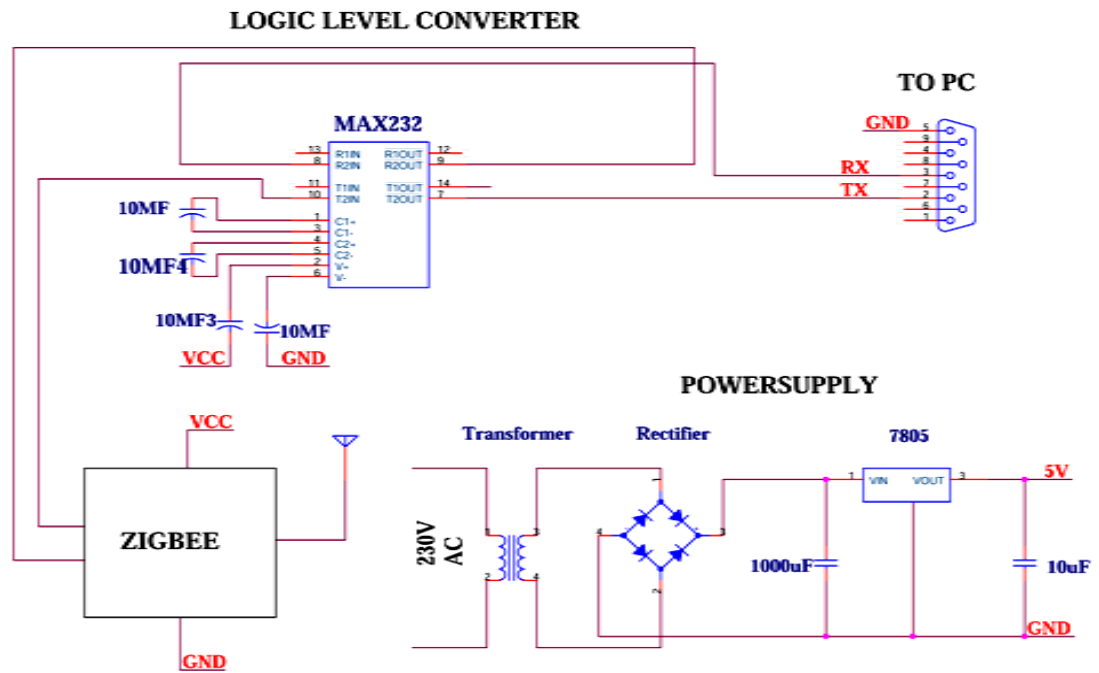 LOGIC LEVEL CONVERTER
TO PC
MAX232
GND
5
9
4
8
3
7
2
6
1
RX
TX
13 R1IN R1OUT 12
8 R2IN R2OUT 9
11 T1IN T1OUT 14
10 T2IN T2OUT 7
1 C1+
3 C1-
4 C2+
5 C2-
2 V+
6 V-
10MF
10MF4
10MF3
10MF
VCC
GND
POWERSUPPLY
VCC
Transformer
Rectifier
7805
ZIGBEE
GND
230V
AC
1
2
3
4
1
4
3
2
1 VIN VOUT 3
5V
1000uF
10uF
GND